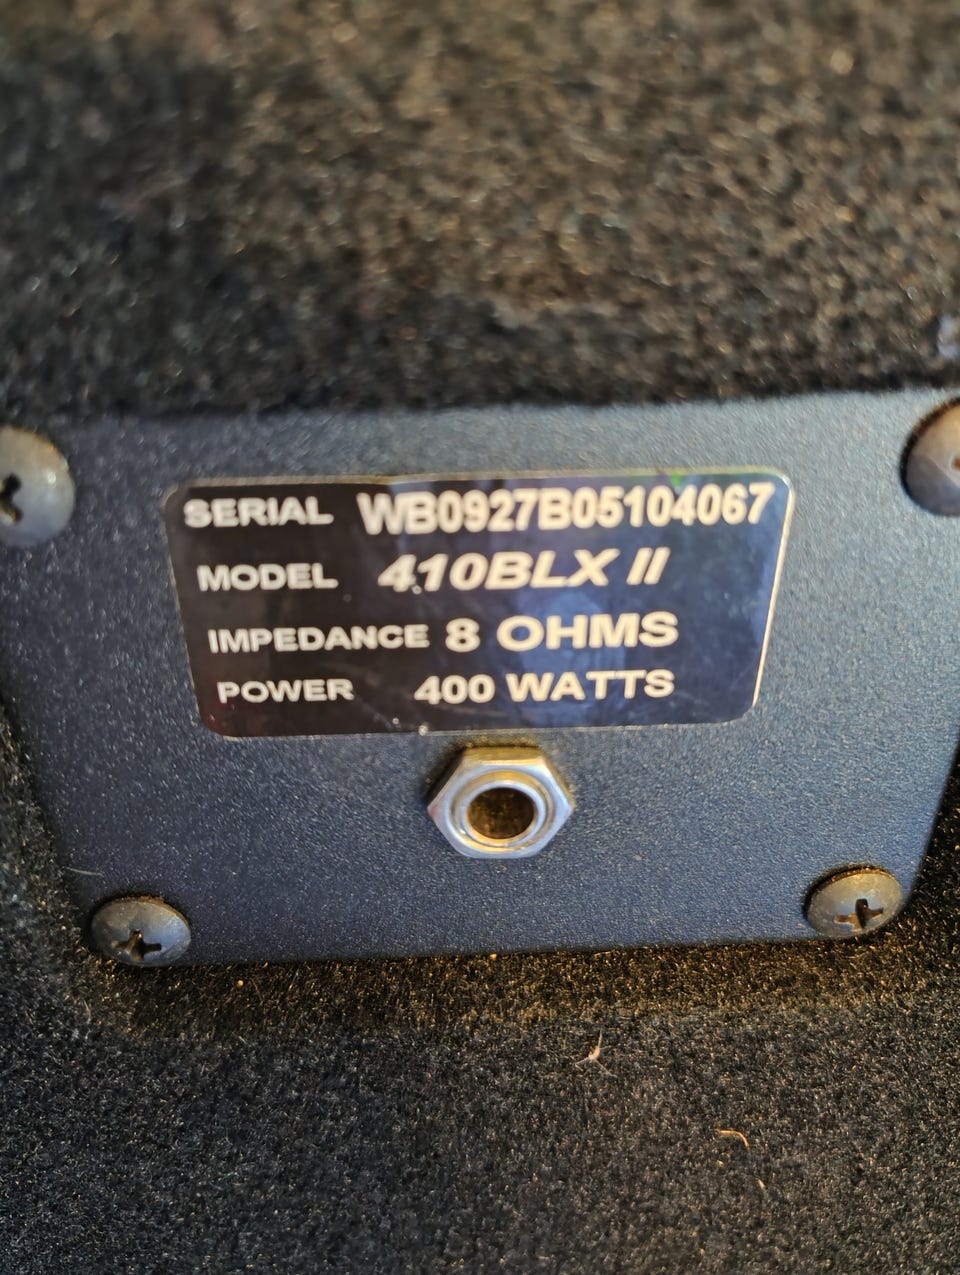 SERIAL WB0927B05104067
MODEL 410BLX II
IMPEDANCE 8 OHMS
POWER 400 WATTS